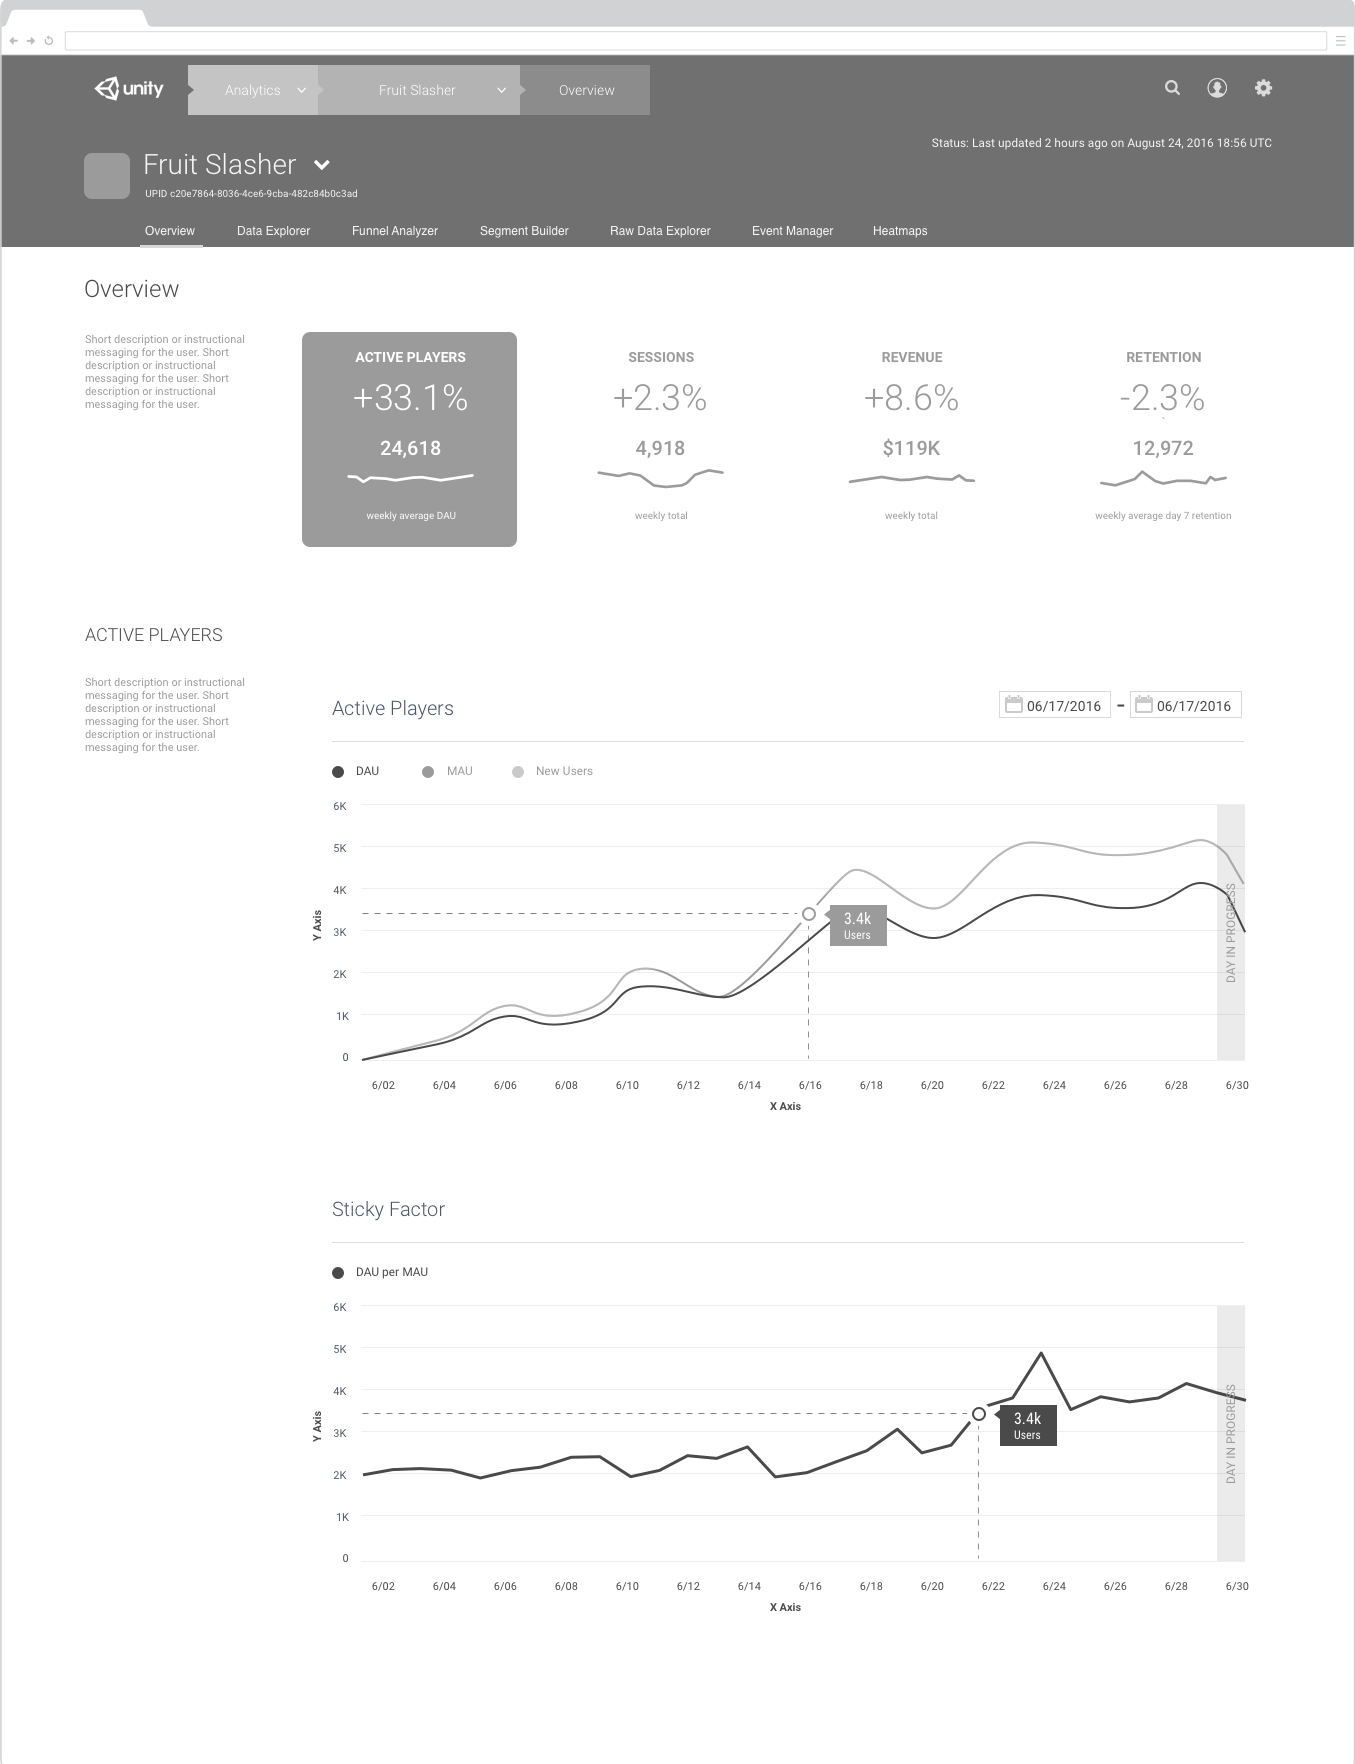 unity
Analytics
Fruit Slasher
Overview
Status: Last updated 2 hours ago on August 24, 2016 18:56 UTC
Fruit Slasher
UPID c20e7864-8036-4ce6-9cba-482c84b0c3ad
Overview
Data Explorer
Funnel Analyzer
Segment Builder
Raw Data Explorer
Event Manager
Heatmaps
Overview
Short description or instructional
messaging for the user. Short
description or instructional
messaging for the user. Short
description or instructional
messaging for the user.
ACTIVE PLAYERS
+33.1%
24,618
weekly average DAU
SESSIONS
+2.3%
4,918
weekly total
REVENUE
+8.6%
$119K
weekly total
RETENTION
-2.3%
12,972
weekly average day 7 retention
ACTIVE PLAYERS
Short description or instructional
messaging for the user. Short
description or instructional
messaging for the user. Short
description or instructional
messaging for the user.
Active Players
06/17/2016 - 06/17/2016
DAU
MAU
New Users
6K
5K
4K
3K
2K
1K
0
Y Axis
3.4k
Users
DAY IN PROGRESS
6/02 6/04 6/06 6/08 6/10 6/12 6/14 6/16 6/18 6/20 6/22 6/24 6/26 6/28 6/30
X Axis
Sticky Factor
DAU per MAU
6K
5K
4K
3K
2K
1K
0
Y Axis
3.4k
Users
DAY IN PROGRESS
6/02 6/04 6/06 6/08 6/10 6/12 6/14 6/16 6/18 6/20 6/22 6/24 6/26 6/28 6/30
X Axis